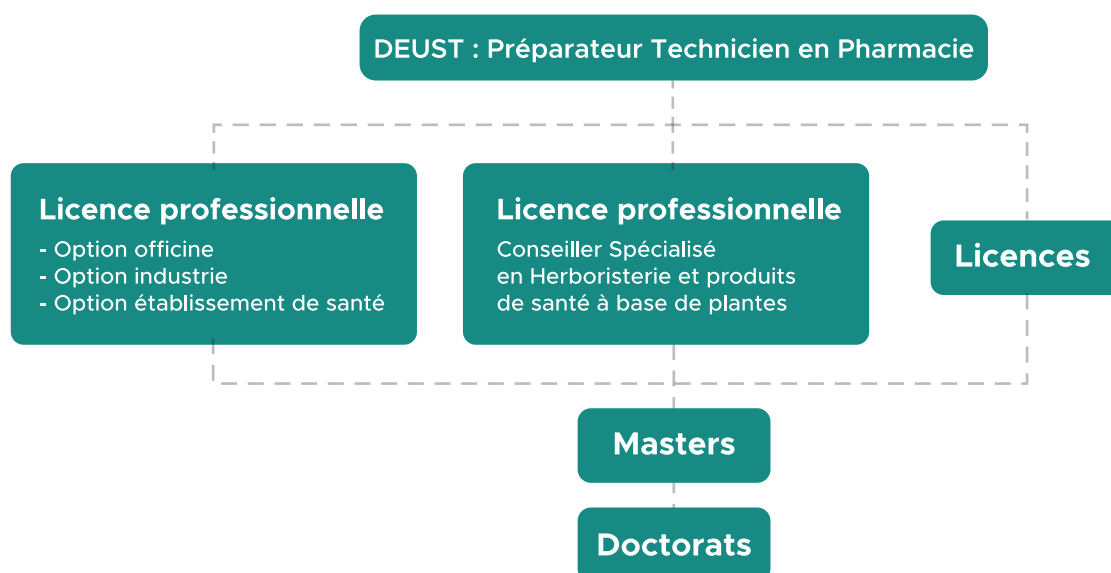 DEUST : Préparateur Technicien en Pharmacie
Licence professionnelle
- Option officine
- Option industrie
- Option établissement de santé
Licence professionnelle
Conseiller Spécialisé
en Herboristerie et produits
de santé à base de plantes
Licences
Masters
Doctorats